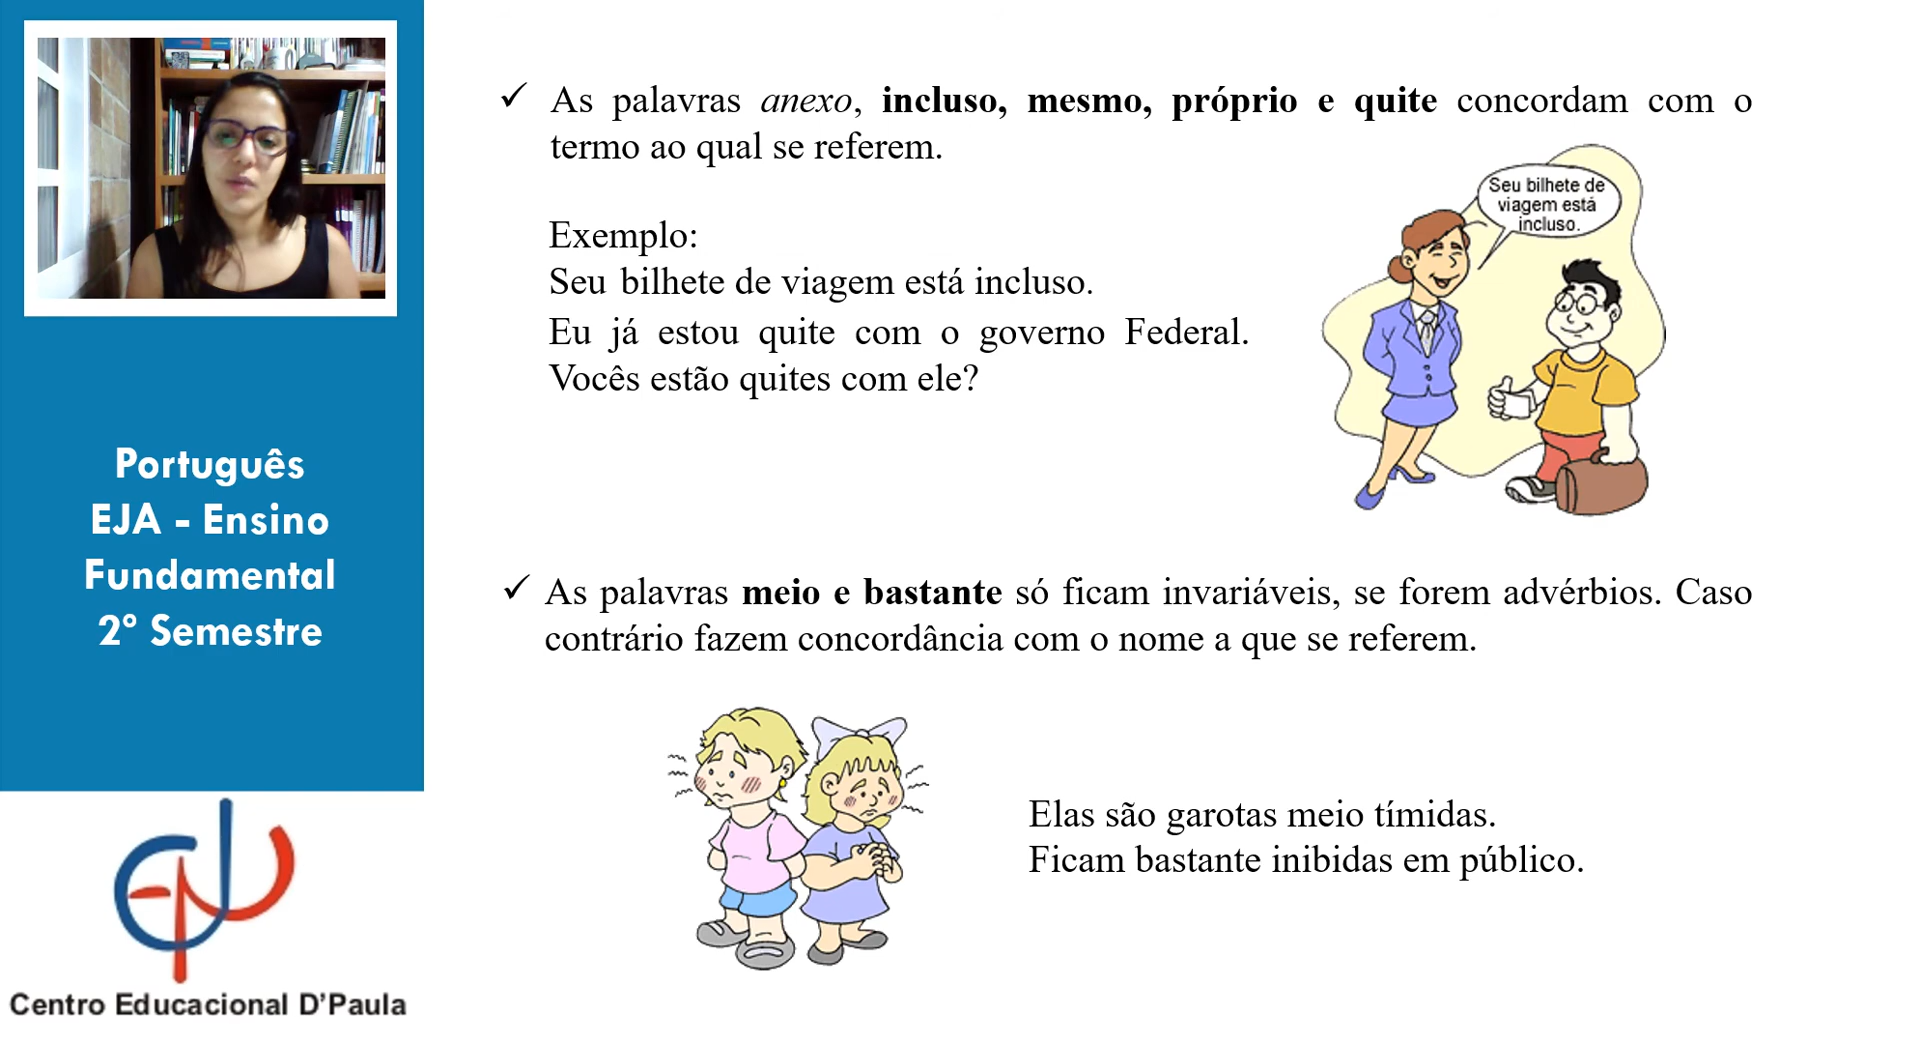 ✓ As palavras anexo, incluso, mesmo, próprio e quite concordam com o
termo ao qual se referem.
Exemplo:
Seu bilhete de viagem está incluso.
Eu já estou quite com o governo Federal.
Vocês estão quites com ele?
Seu bilhete de
viagem está
incluso.
✓ As palavras meio e bastante só ficam invariáveis, se forem advérbios. Caso
contrário fazem concordância com o nome a que se referem.
Elas são garotas meio tímidas.
Ficam bastante inibidas em público.
Português
EJA - Ensino
Fundamental
2º Semestre
Centro Educacional D'Paula